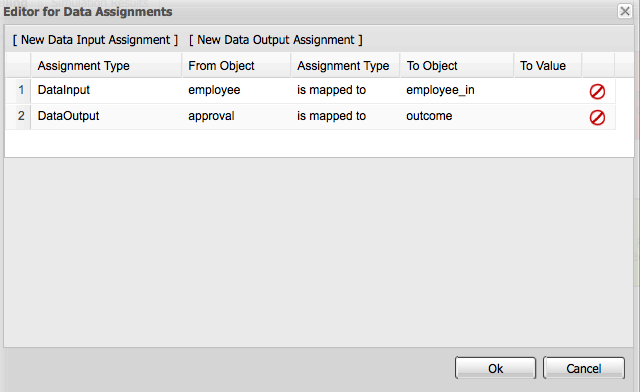 Editor for Data Assignments
[ New Data Input Assignment ] [ New Data Output Assignment ]
Assignment Type From Object Assignment Type To Object To Value
1 DataInput employee is mapped to employee_in
2 DataOutput approval is mapped to outcome
Ok Cancel